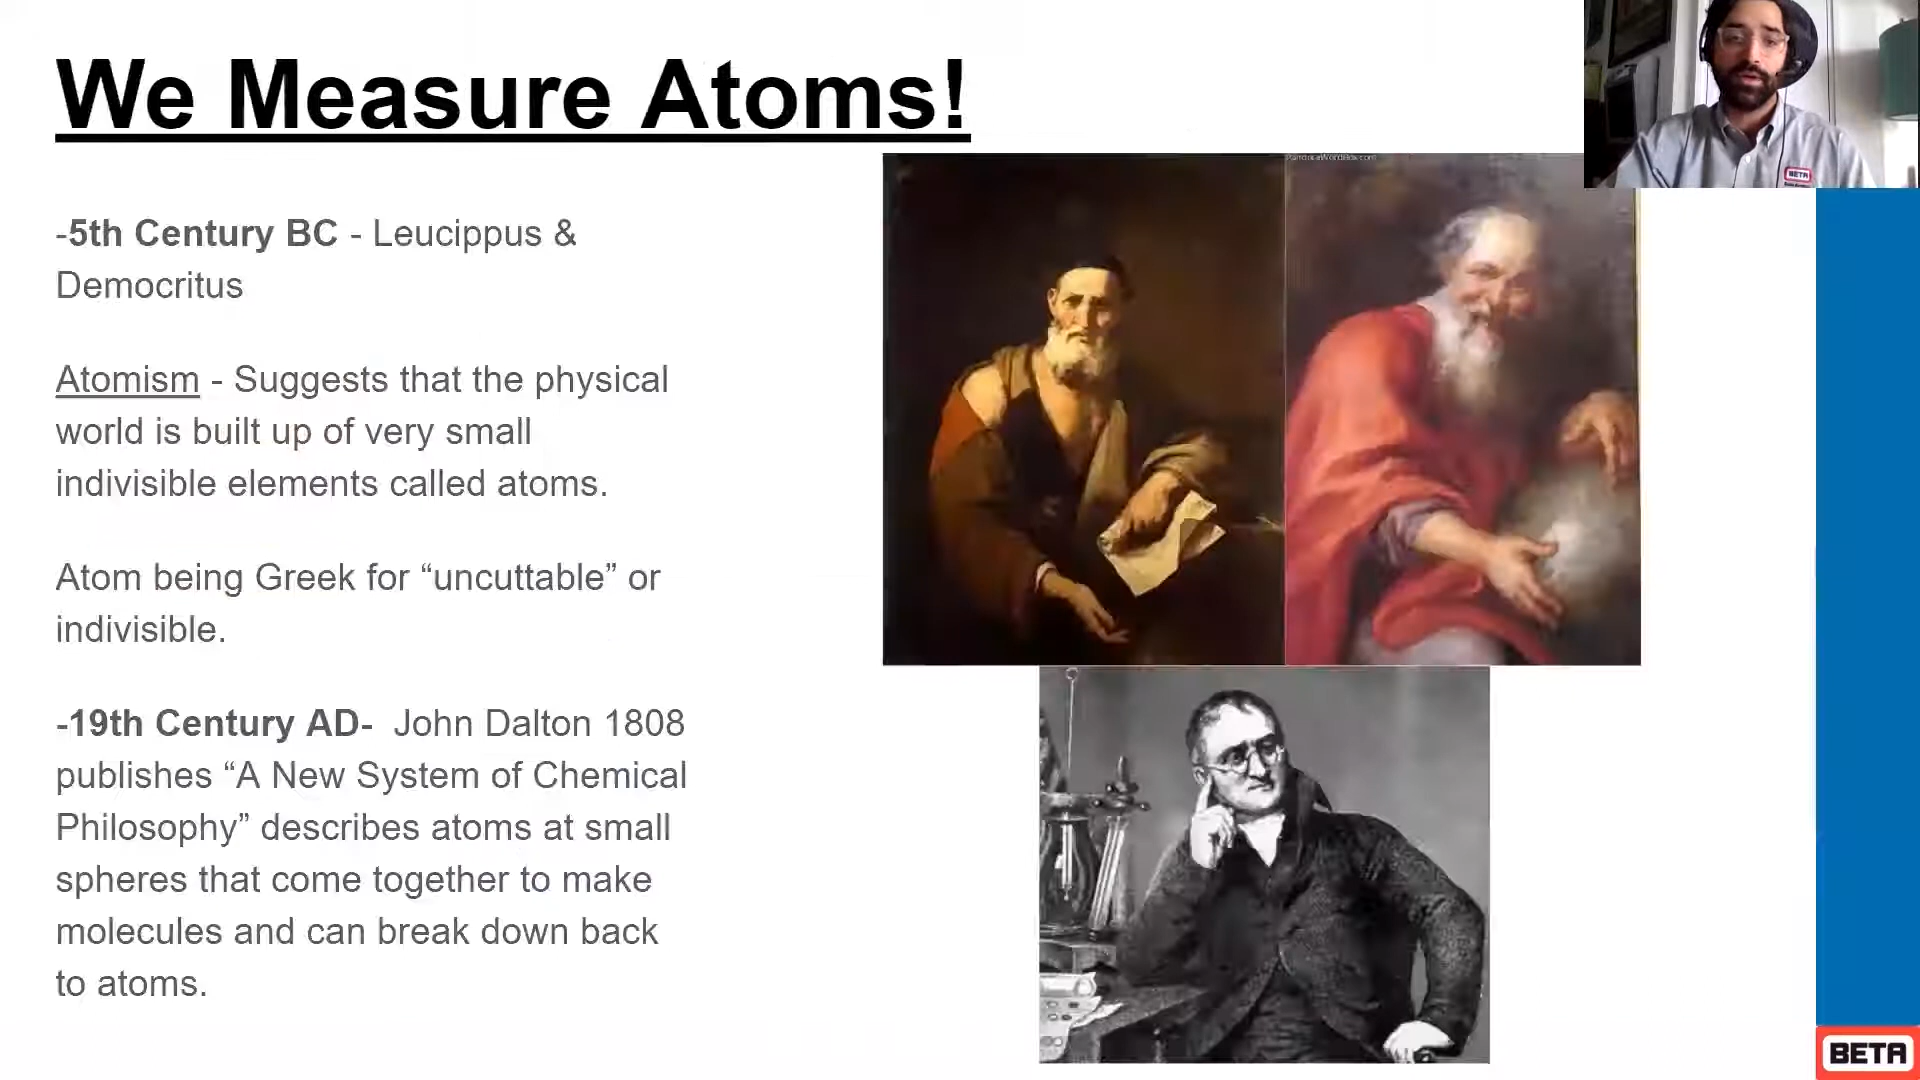 We Measure Atoms!
-5th Century BC - Leucippus &
Democritus
Atomism - Suggests that the physical
world is built up of very small
indivisible elements called atoms.
Atom being Greek for “uncuttable” or
indivisible.
-19th Century AD-  John Dalton 1808
publishes “A New System of Chemical
Philosophy” describes atoms at small
spheres that come together to make
molecules and can break down back
to atoms.
BETA
BETA